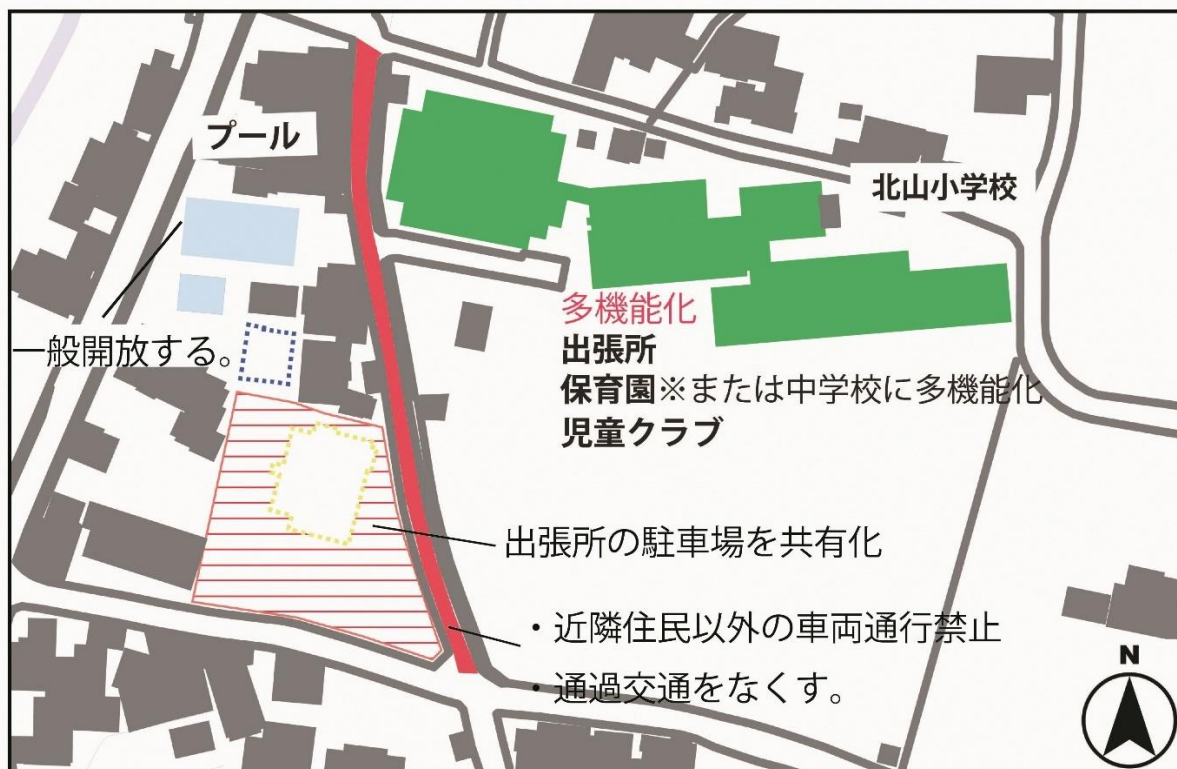 プール
北山小学校
一般開放する。
多機能化
出張所
保育園※または中学校に多機能化
児童クラブ
出張所の駐車場を共有化
・近隣住民以外の車両通行禁止
・通過交通をなくす。
N